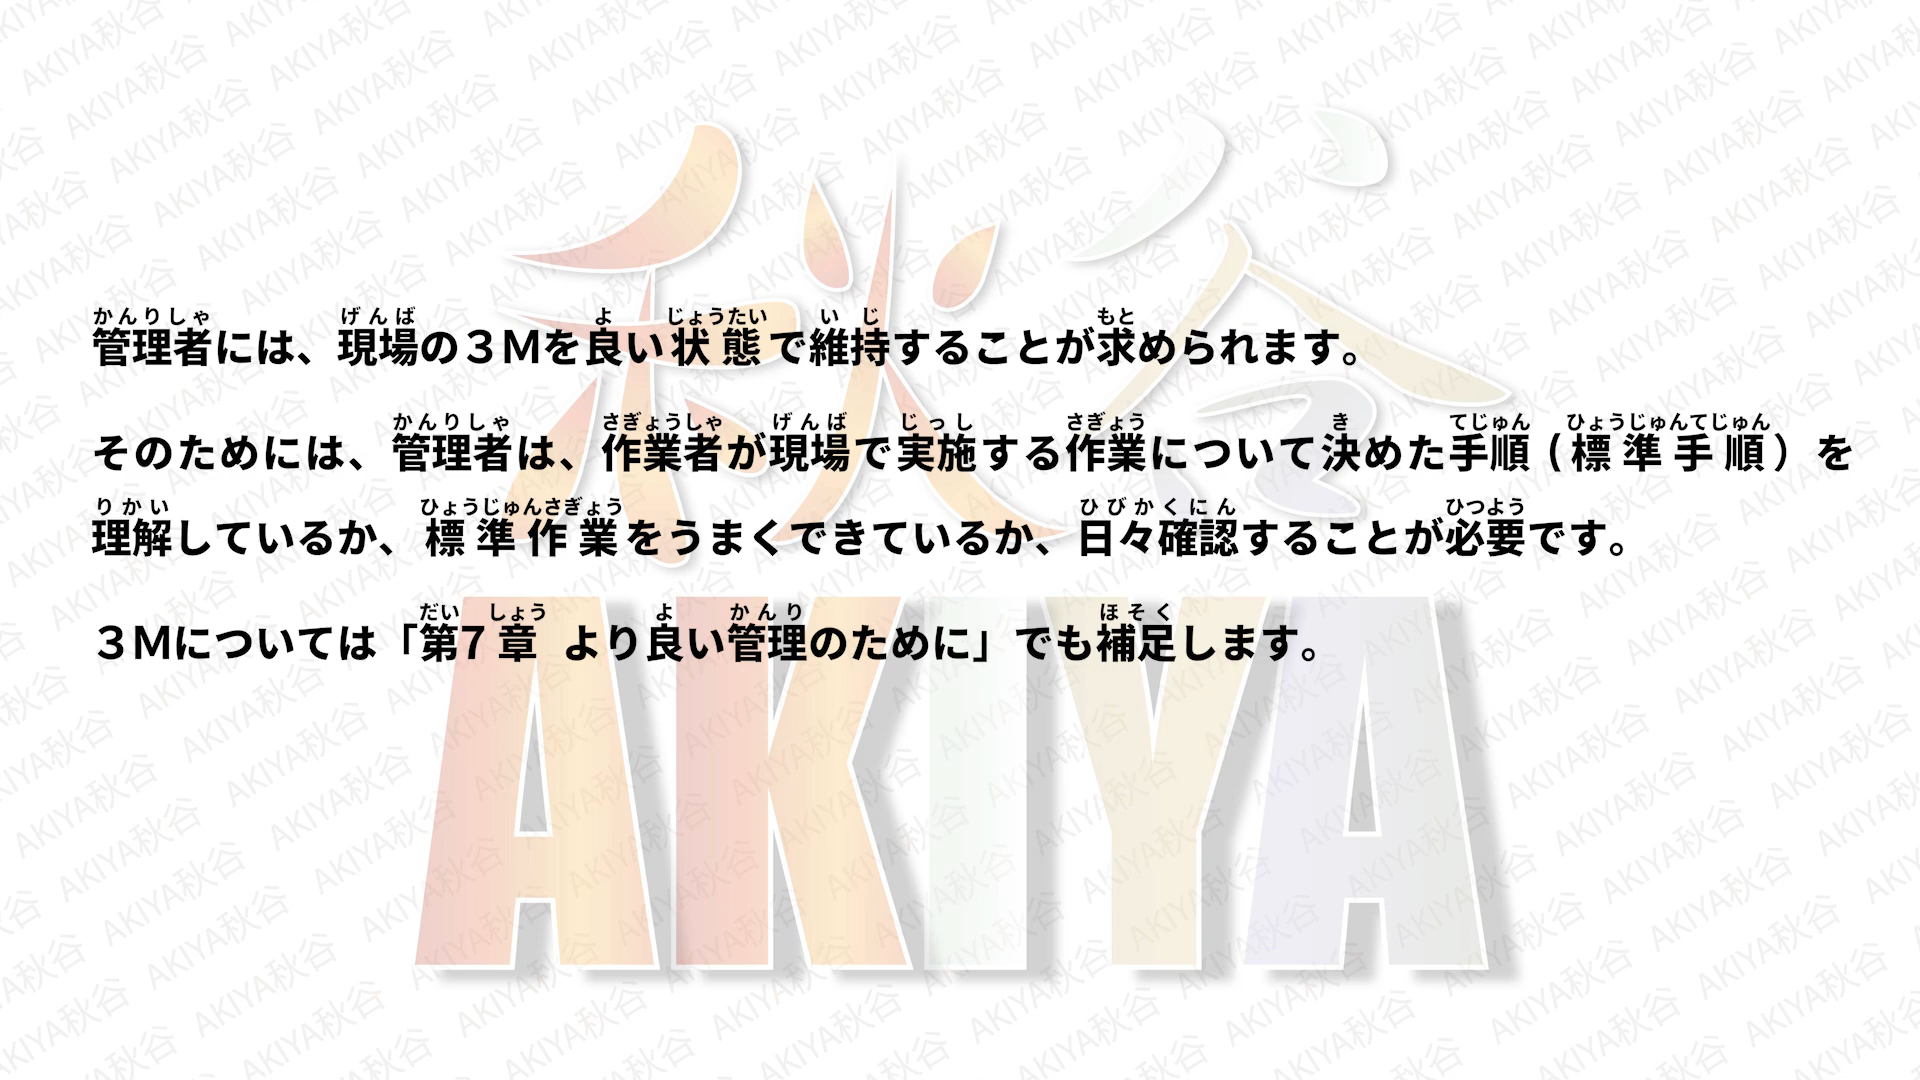 管理者には、現場の３Mを良い状態で維持することが求められます。
そのためには、管理者は、作業者が現場で実施する作業について決めた手順（標準手順）を
理解しているか、標準作業をうまくできているか、日々確認することが必要です。
３Mについては「第7章 より良い管理のために」でも補足します。
秋谷
AKIYA